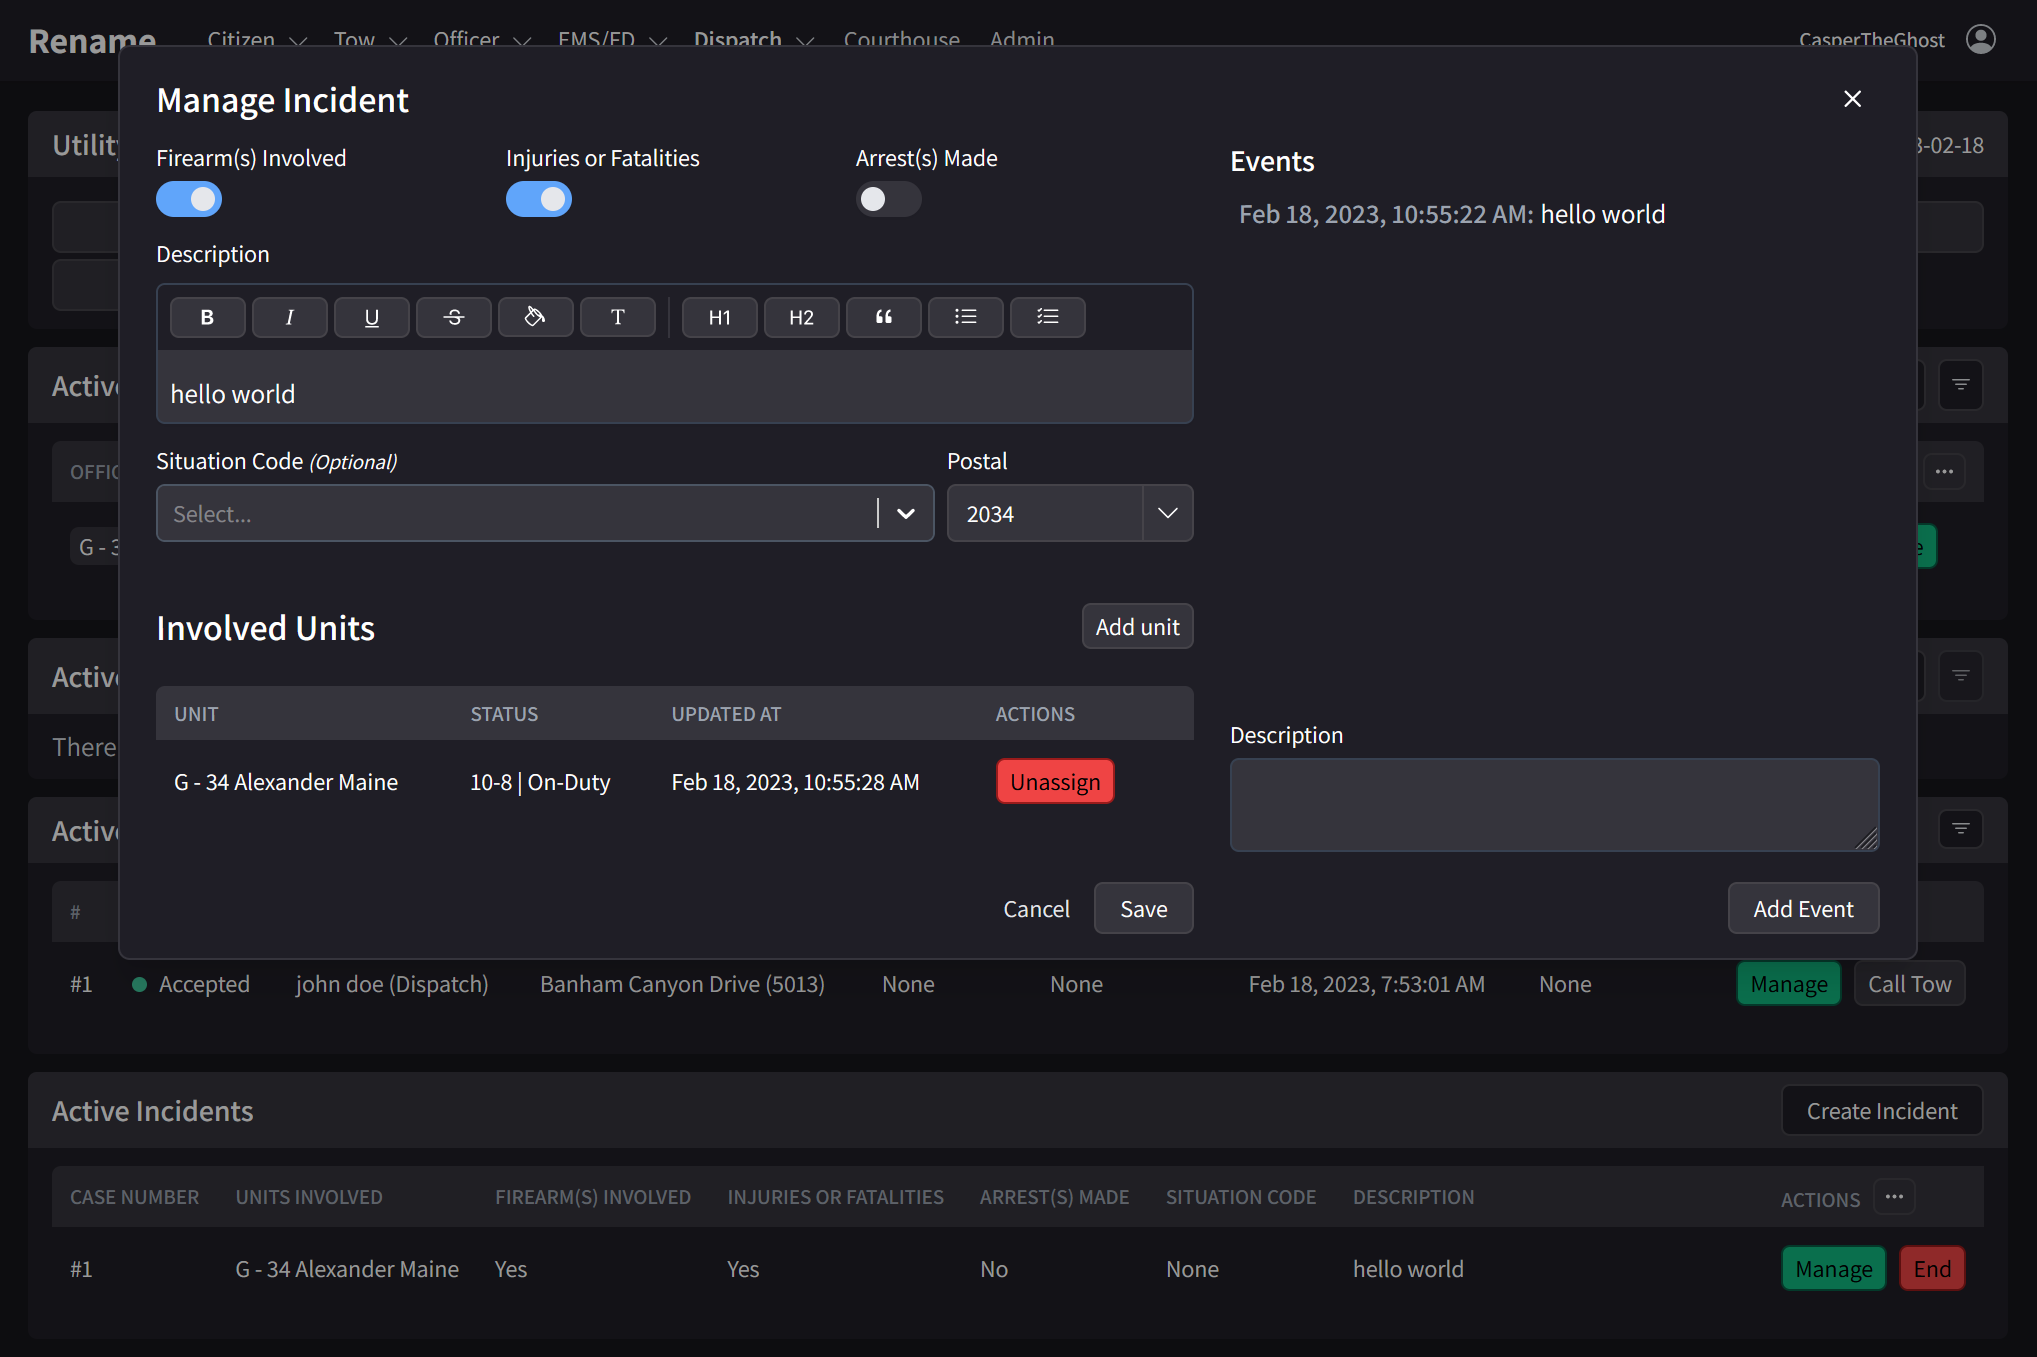 Rename Citizen Tow Officer EMS/FD Dispatch Courthouse Admin CasperTheGhost
Manage Incident
Firearm(s) Involved Injuries or Fatalities Arrest(s) Made
Events
Feb 18, 2023, 10:55:22 AM: hello world
Description
B I U S T H1 H2
hello world
Situation Code (Optional) Postal
Select... 2034
Involved Units Add unit
UNIT STATUS UPDATED AT ACTIONS
G - 34 Alexander Maine 10-8 | On-Duty Feb 18, 2023, 10:55:28 AM Unassign
Description
Cancel Save Add Event
Utility
3-02-18
Active
OFFIC
G - 3
Active
There
Active
#
#1 Accepted john doe (Dispatch) Banham Canyon Drive (5013) None None Feb 18, 2023, 7:53:01 AM None Manage Call Tow
Active Incidents Create Incident
CASE NUMBER UNITS INVOLVED FIREARM(S) INVOLVED INJURIES OR FATALITIES ARREST(S) MADE SITUATION CODE DESCRIPTION ACTIONS
#1 G - 34 Alexander Maine Yes Yes No None hello world Manage End